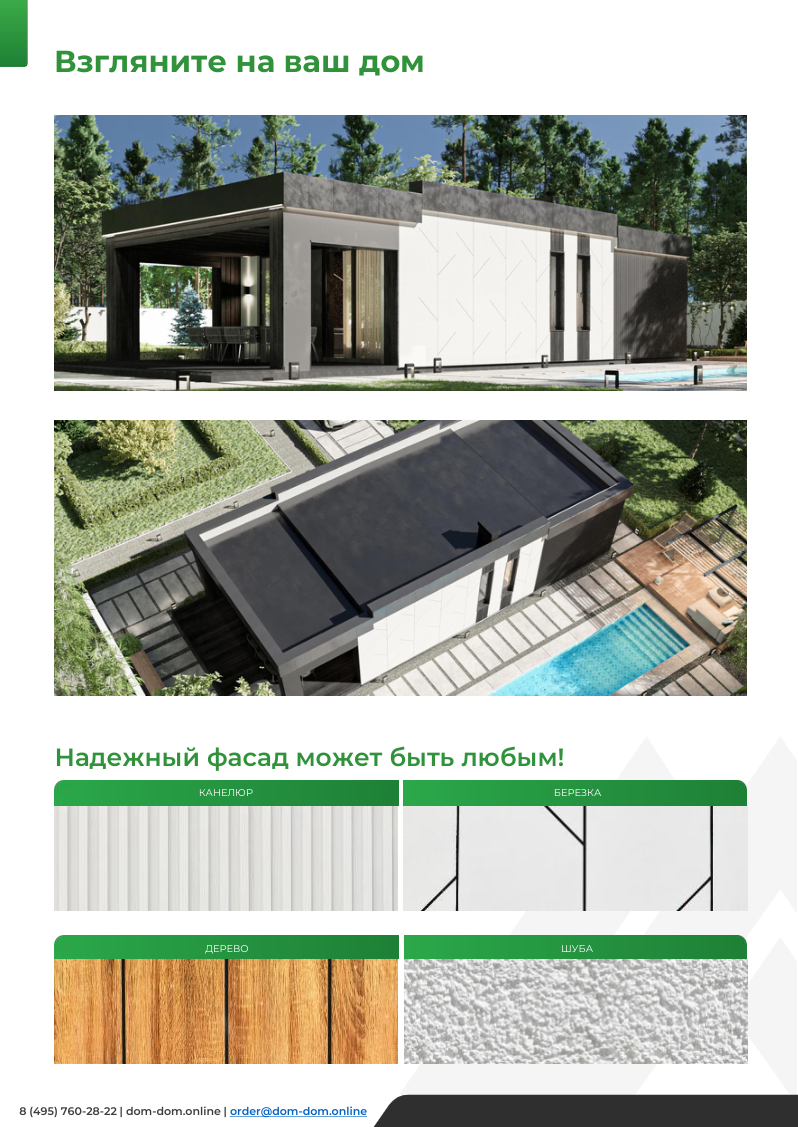 Взгляните на ваш дом
Надежный фасад может быть любым!
КАНЕЛЮР
БЕРЕЗКА
ДЕРЕВО
ШУБА
8 (495) 760-28-22 | dom-dom.online | order@dom-dom.online